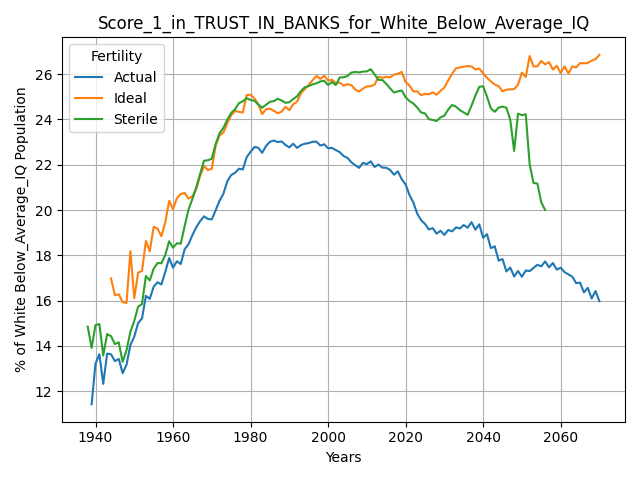 Score_1_in_TRUST_IN_BANKS_for_White_Below_Average_IQ
Fertility
Actual
Ideal
Sterile
% of White Below_Average_IQ Population
26
24
22
20
18
16
14
12
1940 1960 1980 2000 2020 2040 2060
Years